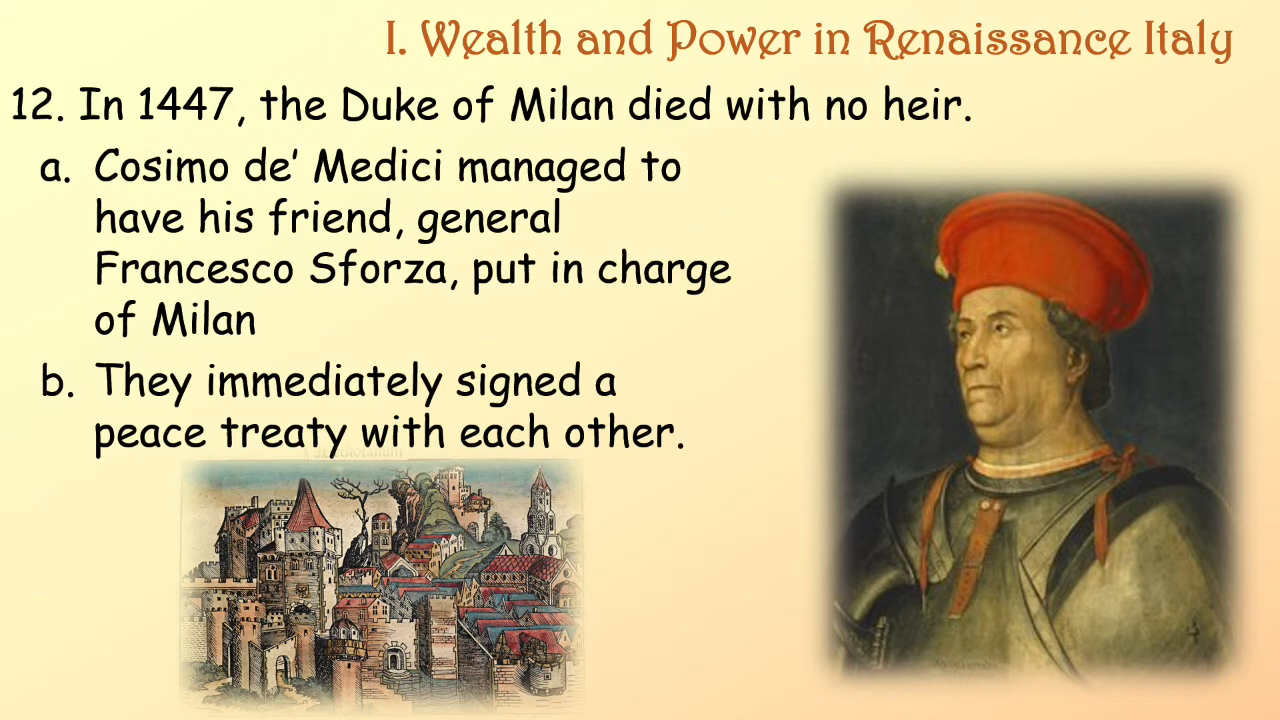 I. Wealth and Power in Renaissance Italy
12. In 1447, the Duke of Milan died with no heir.
a. Cosimo de’ Medici managed to
have his friend, general
Francesco Sforza, put in charge
of Milan
b. They immediately signed a
peace treaty with each other.